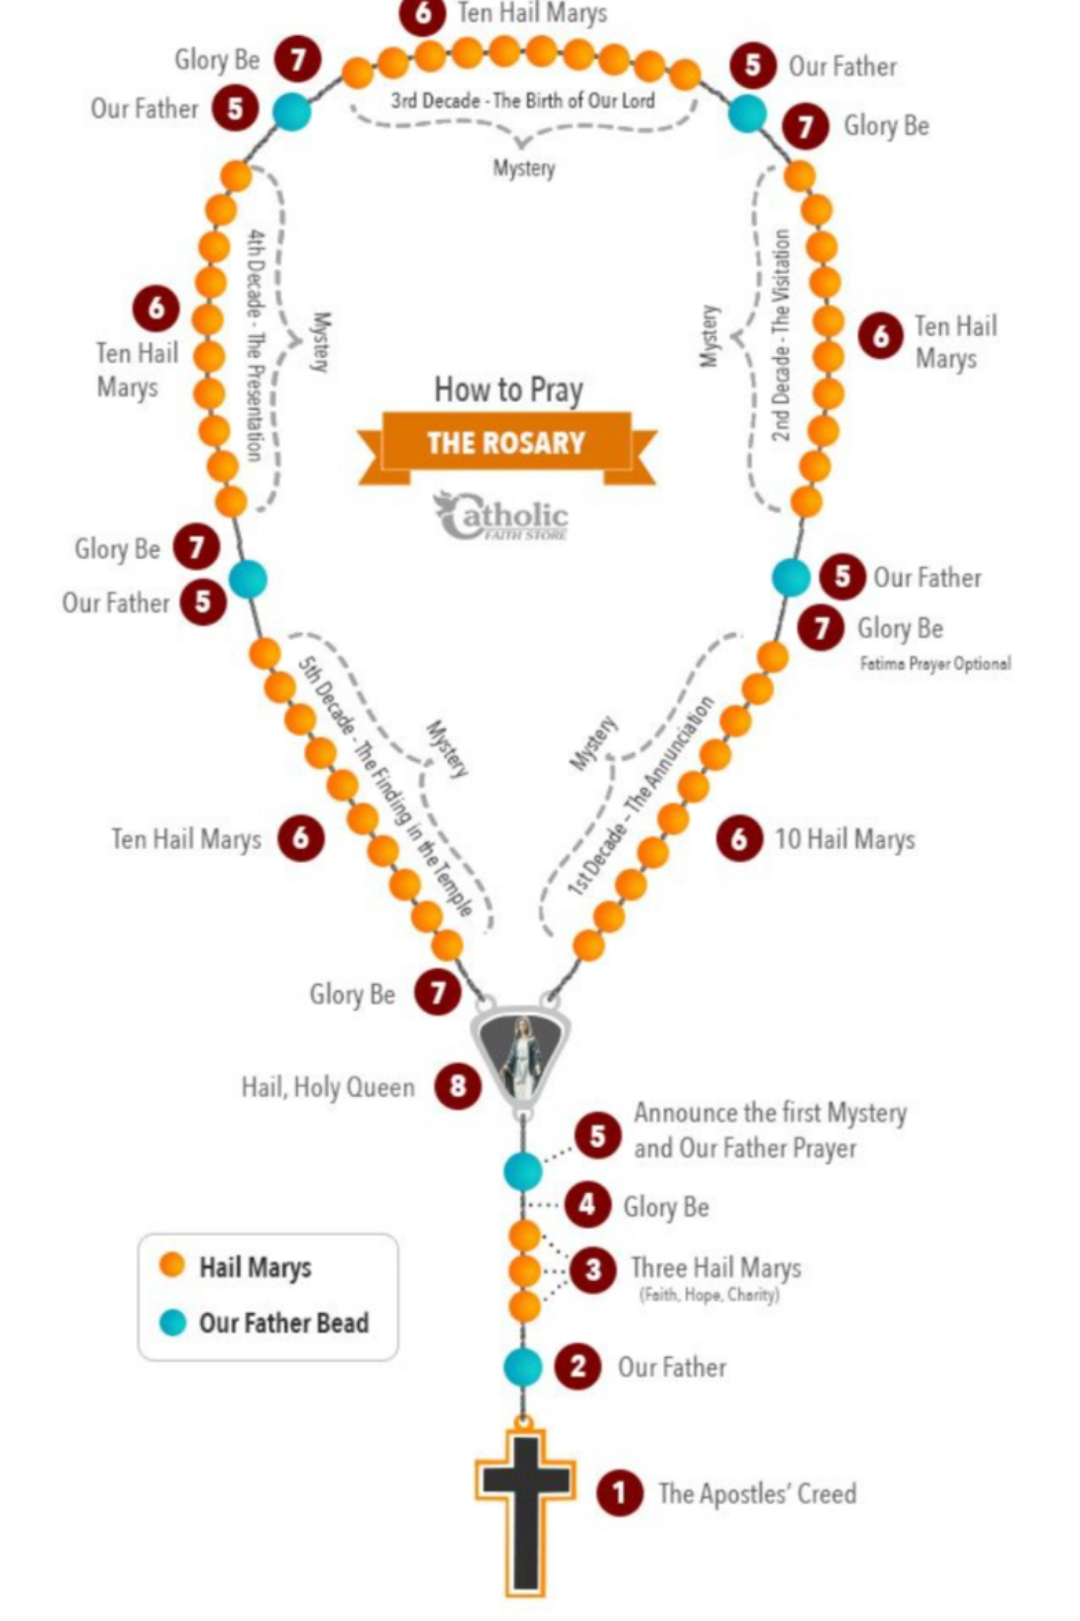 6 Ten Hail Marys
Glory Be 7
5 Our Father
Our Father 5
3rd Decade - The Birth of Our Lord
7 Glory Be
Mystery
4th Decade - The Presentation
Mystery
6
Ten Hail
Marys
2nd Decade - The Visitation
Mystery
6 Ten Hail
Marys
How to Pray
THE ROSARY
Catholic
FAITH STORE
Glory Be 7
Our Father 5
5 Our Father
7 Glory Be
Fatima Prayer Optional
5th Decade - The Finding in the Temple
Mystery
Mystery
1st Decade - The Annunciation
Ten Hail Marys 6
6 10 Hail Marys
Glory Be 7
Hail, Holy Queen 8
5 Announce the first Mystery
and Our Father Prayer
4 Glory Be
3 Three Hail Marys
(Faith, Hope, Charity)
Hail Marys
Our Father Bead
2 Our Father
1 The Apostles' Creed